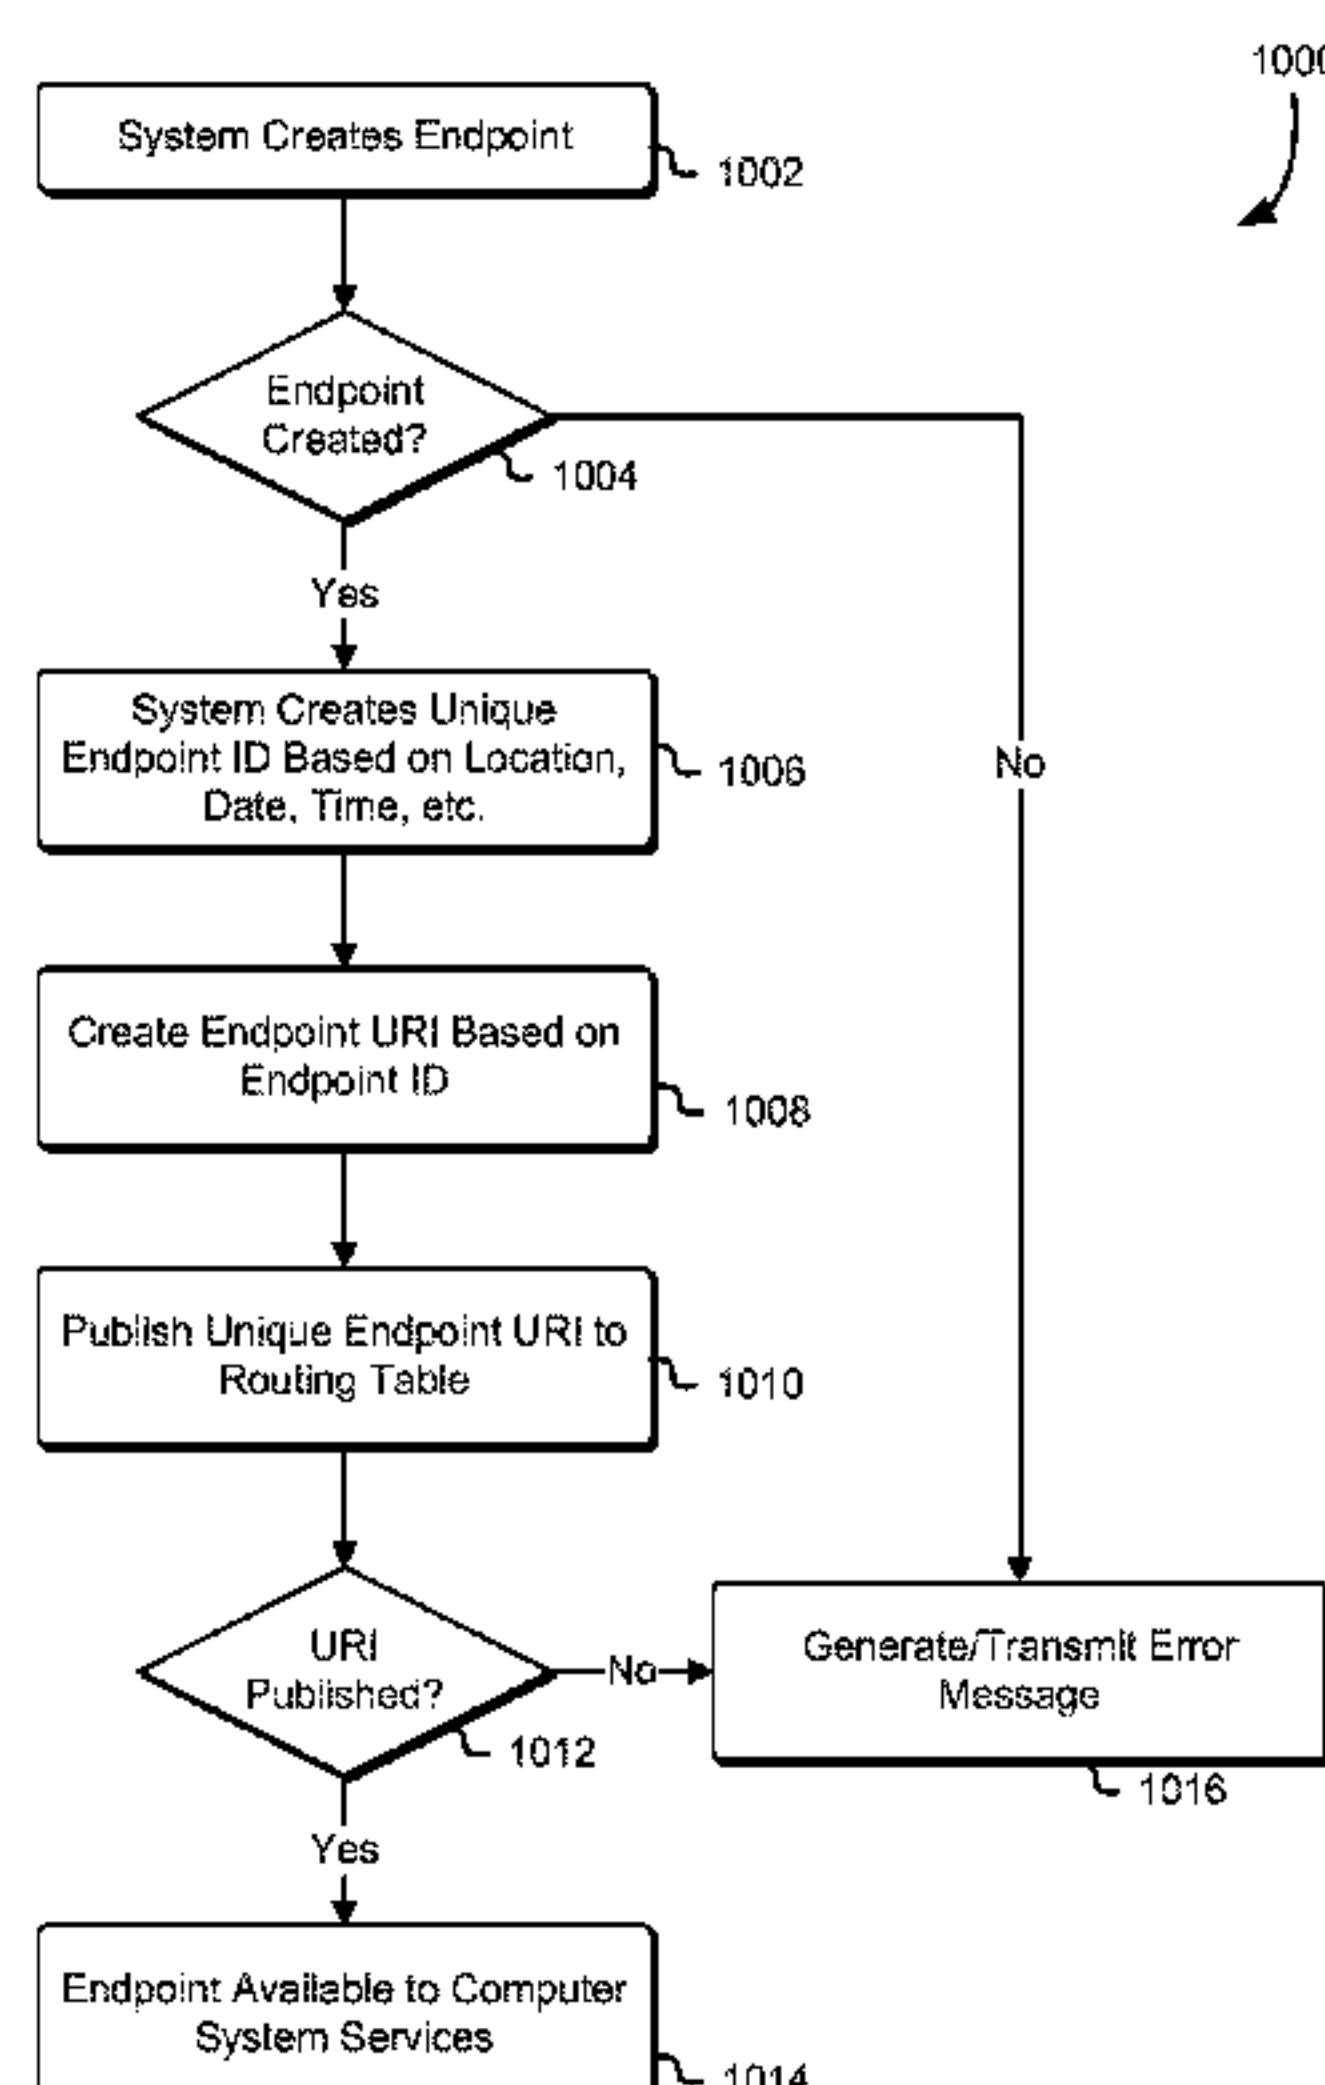 1000
System Creates Endpoint
1002
Endpoint
Created?
1004
Yes
System Creates Unique
Endpoint ID Based on Location,
Date, Time, etc.
1006
No
Create Endpoint URI Based on
Endpoint ID
1008
Publish Unique Endpoint URI to
Routing Table
1010
URI
Published?
1012
No
Generate/Transmit Error
Message
1016
Yes
Endpoint Available to Computer
System Services
1014